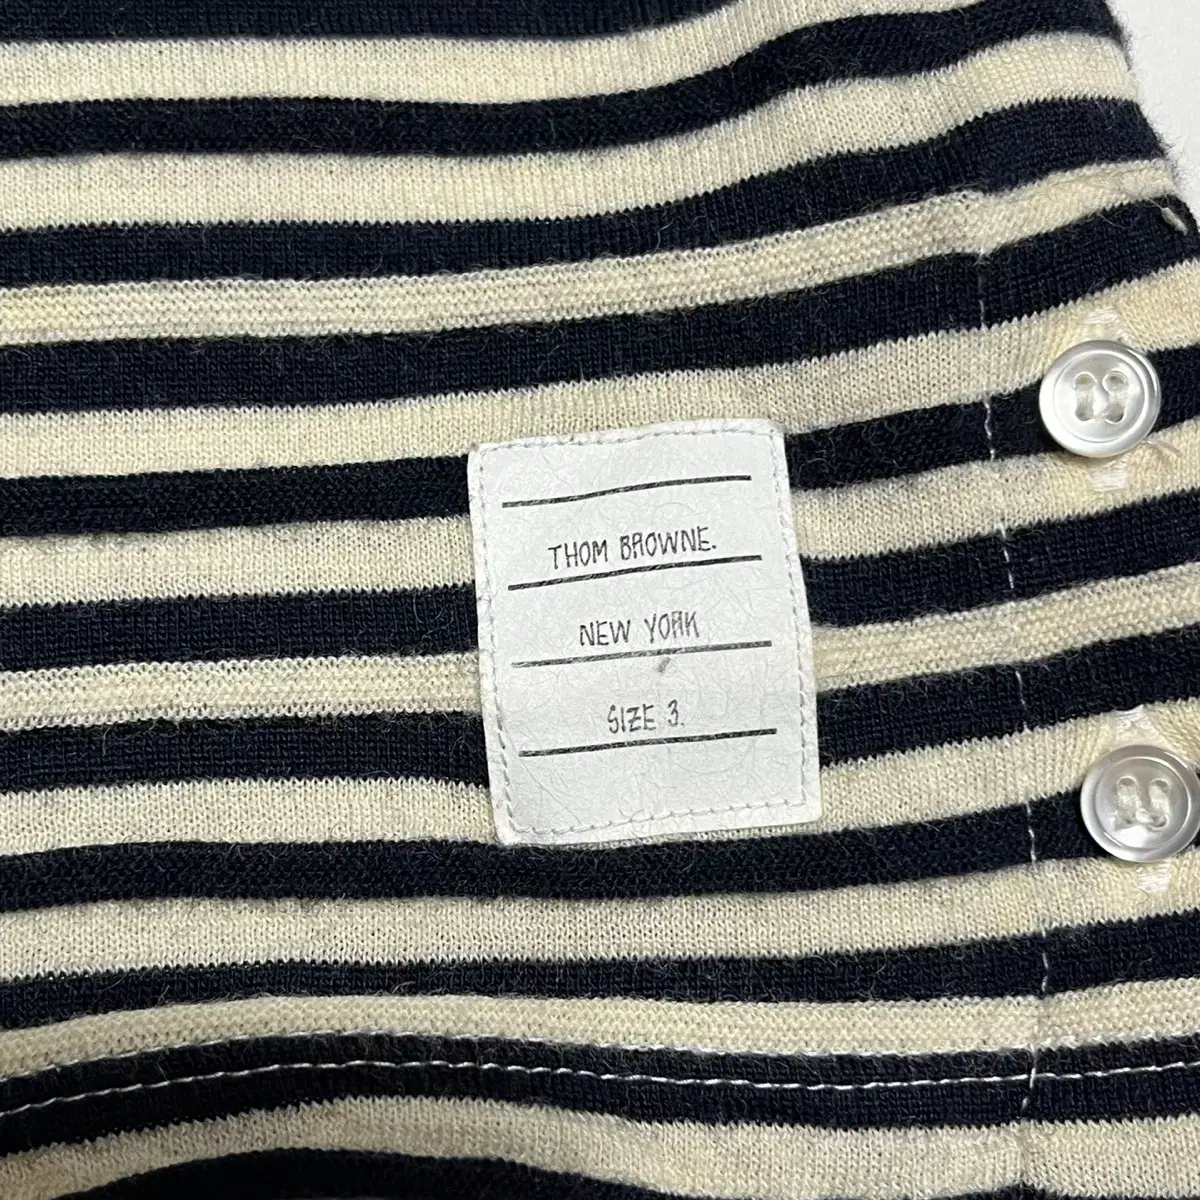 THOM BROWNE.
NEW YORK
SIZE 3.